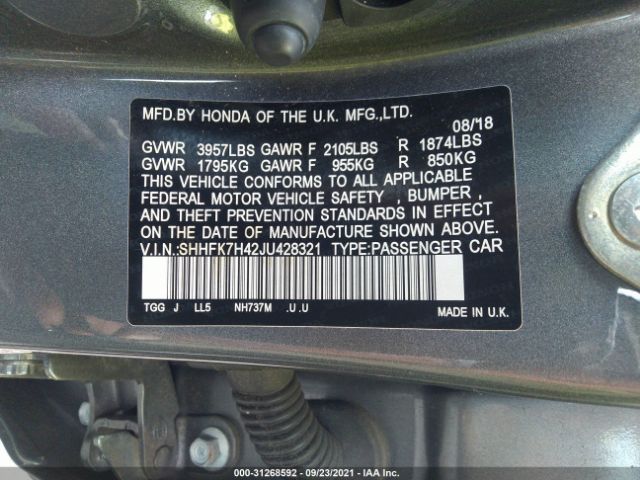 MFD.BY HONDA OF THE U.K. MFG.,LTD.
08/18
GVWR 3957LBS GAWR F 2105LBS R 1874LBS
GVWR 1795KG GAWR F 955KG R 850KG
THIS VEHICLE CONFORMS TO ALL APPLICABLE
FEDERAL MOTOR VEHICLE SAFETY , BUMPER ,
AND THEFT PREVENTION STANDARDS IN EFFECT
ON THE DATE OF MANUFACTURE SHOWN ABOVE.
V.I.N.:SHHFK7H42JU428321 TYPE:PASSENGER CAR
TGG J LL5 NH737M .U.U
MADE IN U.K.
000-31268592 - 09/23/2021 - IAA Inc.